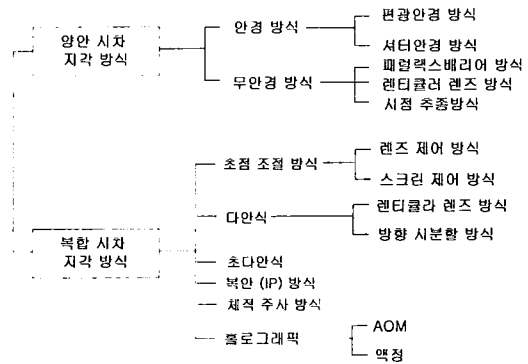 양안 시차
지각 방식
안경 방식
편광안경 방식
셔터안경 방식
무안경 방식
패럴랙스배리어 방식
렌티큘러 렌즈 방식
시점 추종방식
복합 시차
지각 방식
초점 조절 방식
렌즈 제어 방식
스크린 제어 방식
다안식
렌티큘라 렌즈 방식
방향 시분할 방식
초다안식
복안 (IP) 방식
체적 주사 방식
홀로그래픽
AOM
액정